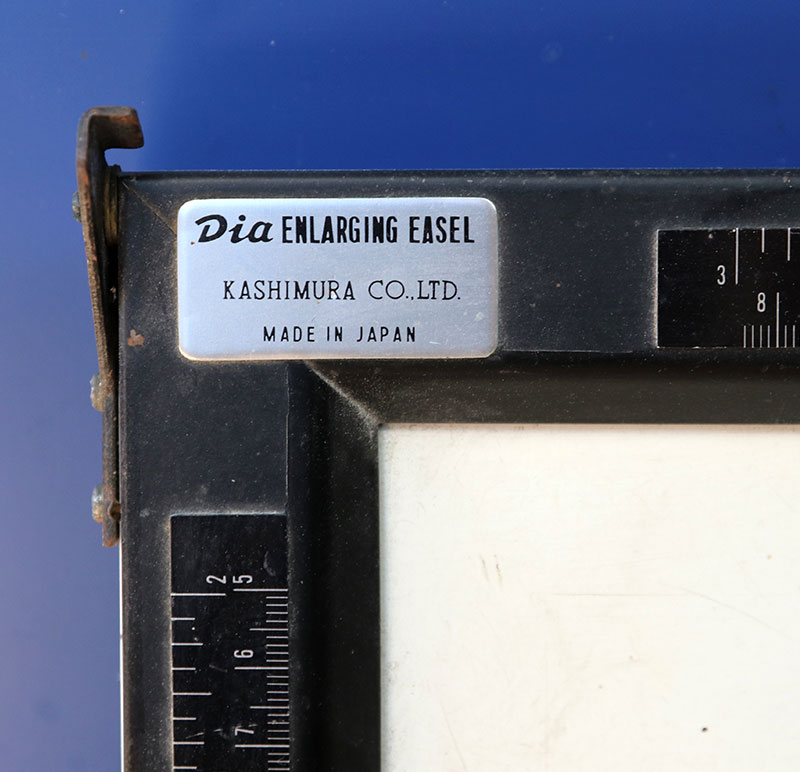 Dia ENLARGING EASEL
KASHIMURA CO.,LTD.
MADE IN JAPAN
3
8
2 5
6
7